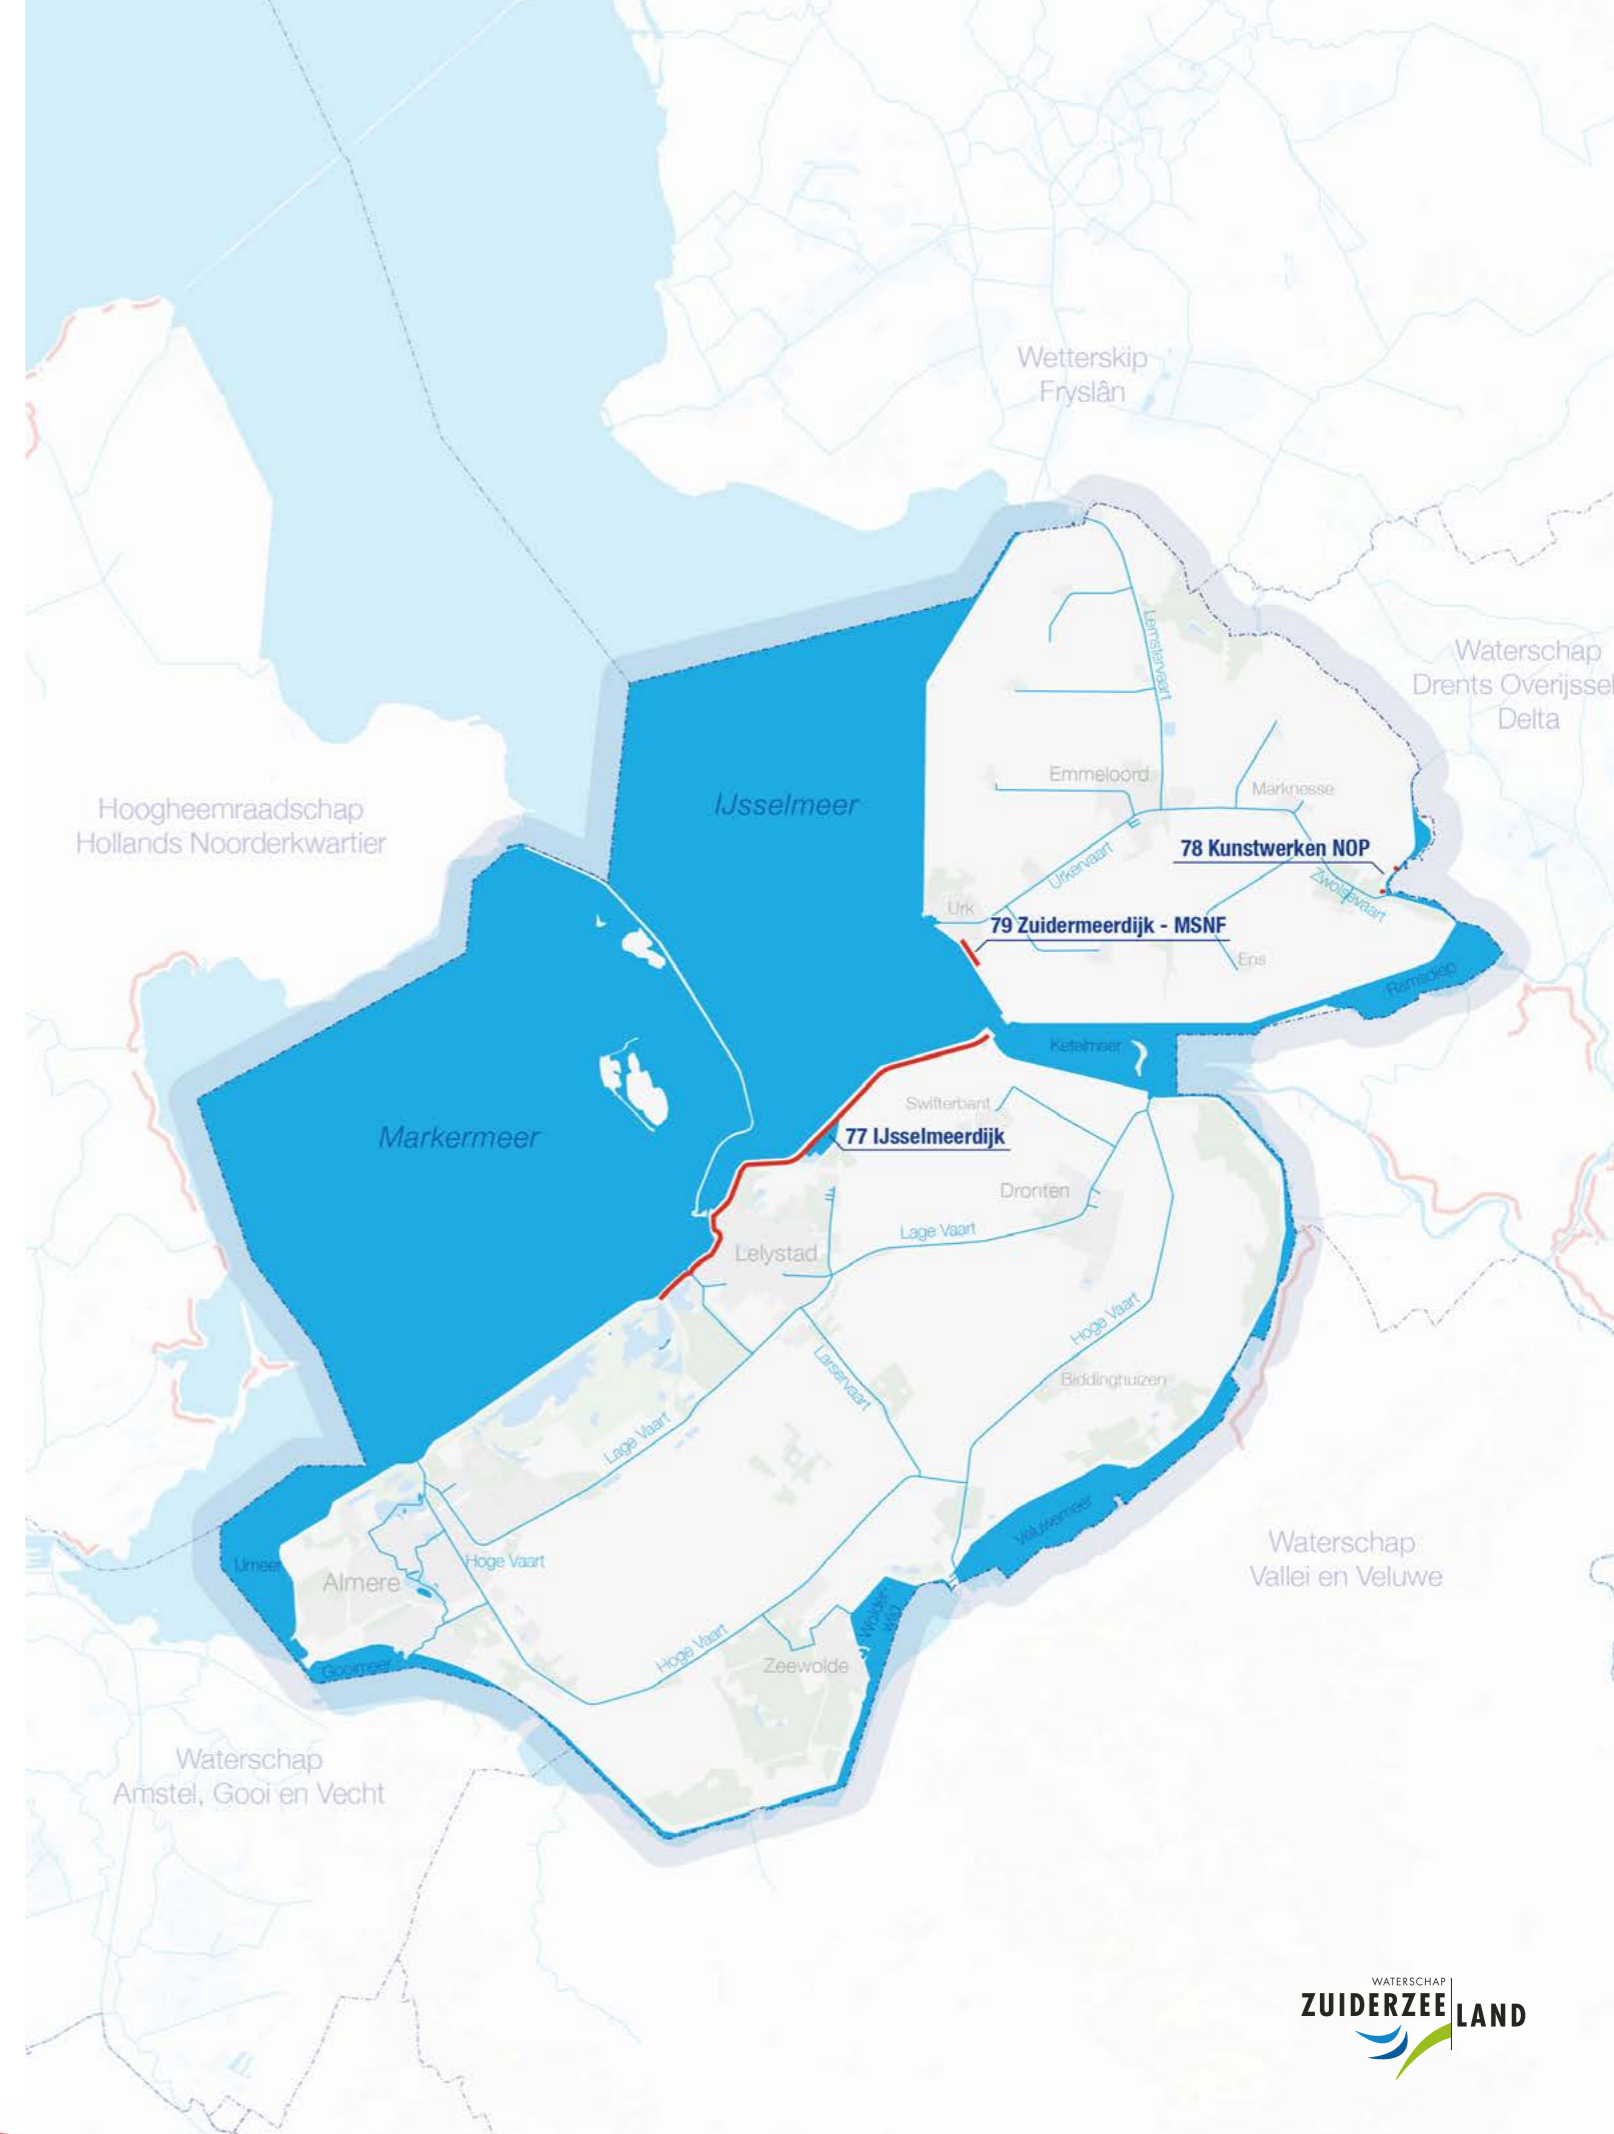 Wetterskip
Fryslân
Waterschap
Drents Overijssel
Delta
Lemstervaart
Emmeloord
Marknesse
IJsselmeer
Hoogheemraadschap
Hollands Noorderkwartier
78 Kunstwerken NOP
Urkervaart
Zwolsevaart
Urk
79 Zuidermeerdijk - MSNF
Ens
Ramsdiep
Ketelmeer
Swifterbant
Markermeer
77 IJsselmeerdijk
Dronten
Lage Vaart
Lelystad
Hoge Vaart
Larservaart
Biddinghuizen
Lage Vaart
Veluwemeer
Waterschap
Vallei en Veluwe
IJmeer
Hoge Vaart
Almere
Wolder-
wijd
Hoge Vaart
Zeewolde
Gooimeer
Waterschap
Amstel, Gooi en Vecht
WATERSCHAP
ZUIDERZEE
LAND